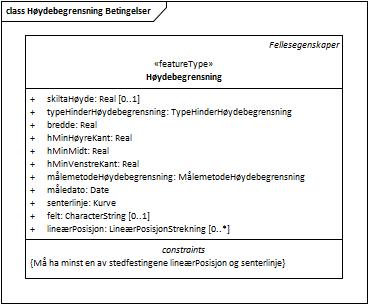 class Høydebegrensning Betingelser
Fellesegenskaper
«featureType»
Høydebegrensning
+ skiltaHøyde: Real [0..1]
+ typeHinderHøydebegrensning: TypeHinderHøydebegrensning
+ bredde: Real
+ hMinHøyreKant: Real
+ hMinMidt: Real
+ hMinVenstreKant: Real
+ målemetodeHøydebegrensning: MålemetodeHøydebegrensning
+ måledato: Date
+ senterlinje: Kurve
+ felt: CharacterString [0..1]
+ lineærPosisjon: LineærPosisjonStrekning [0..*]
constraints
{Må ha minst en av stedfestingene lineærPosisjon og senterlinje}